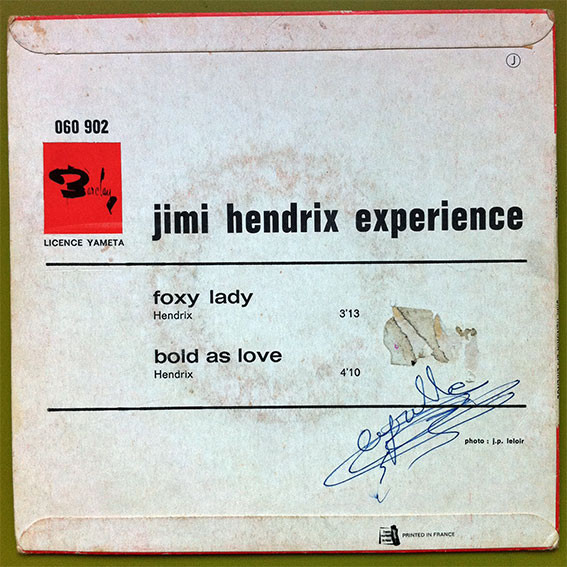 J
060 902
Barclay
LICENCE YAMETA
jimi hendrix experience
foxy lady
Hendrix 3'13
bold as love
Hendrix 4'10
photo : j.p. leloir
PRINTED IN FRANCE